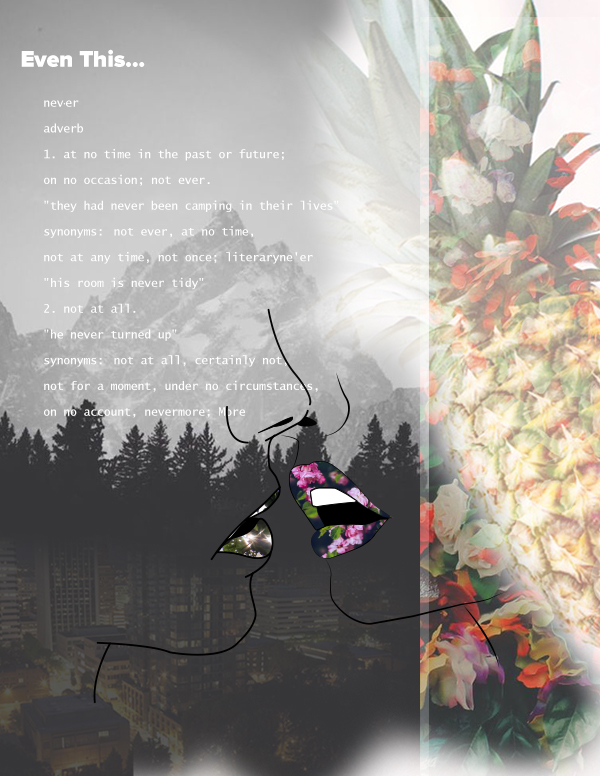 Even This...
nev·er
adverb
1. at no time in the past or future;
on no occasion; not ever.
"they had never been camping in their lives"
synonyms: not ever, at no time,
not at any time, not once; literaryne'er
"his room is never tidy"
2. not at all.
"he never turned up"
synonyms: not at all, certainly not,
not for a moment, under no circumstances,
on no account, nevermore; More